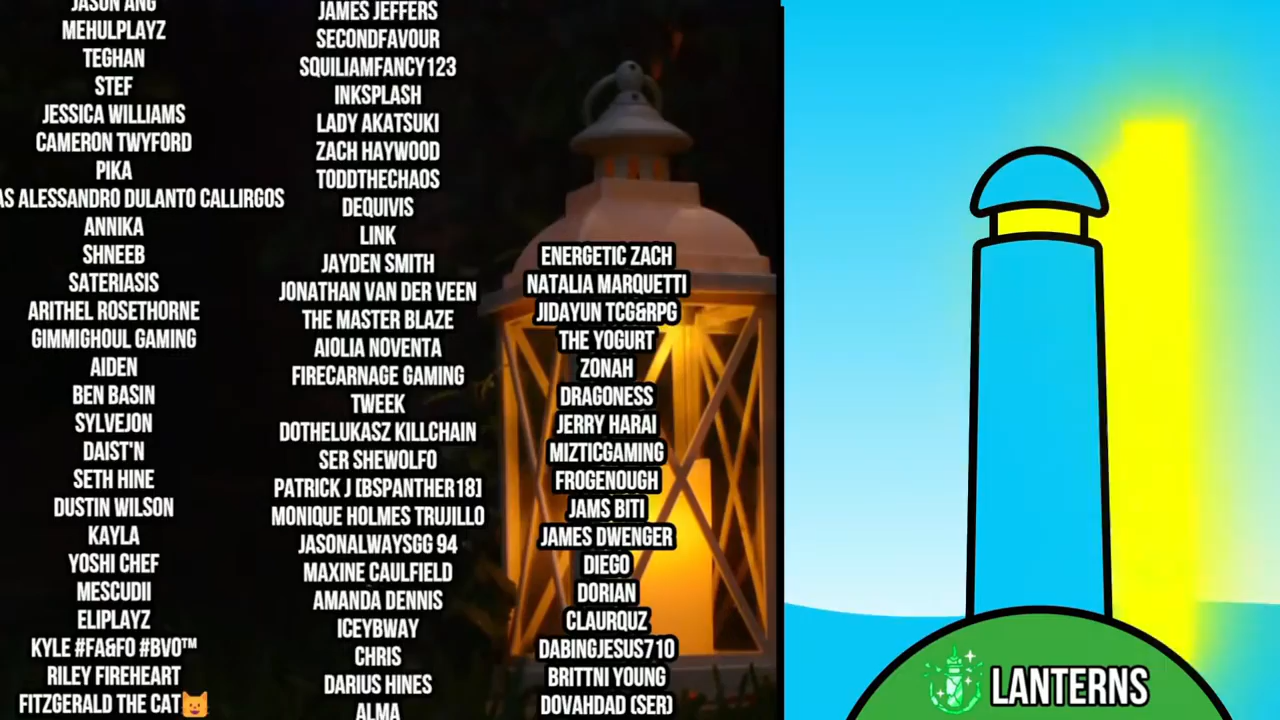 JASON ANG
MEHULPLAYZ
TEGHAN
STEF
JESSICA WILLIAMS
CAMERON TWYFORD
PIKA
AS ALESSANDRO DULANTO CALLIRGOS
ANNIKA
SHNEEB
SATERIASIS
ARITHEL ROSETHORNE
GIMMIGHOUL GAMING
AIDEN
BEN BASIN
SYLVEJON
DAIST'N
SETH HINE
DUSTIN WILSON
KAYLA
YOSHI CHEF
MESCUDII
ELIPLAYZ
KYLE #FA&FO #BVO™
RILEY FIREHEART
FITZGERALD THE CAT😺
JAMES JEFFERS
SECONDFAVOUR
SQUILIAMFANCY123
INKSPLASH
LADY AKATSUKI
ZACH HAYWOOD
TODDTHECHAOS
DEQUIVIS
LINK
JAYDEN SMITH
JONATHAN VAN DER VEEN
THE MASTER BLAZE
AIOLIA NOVENTA
FIRECARNAGE GAMING
TWEEK
DOTHELUKASZ KILLCHAIN
SER SHEWOLFO
PATRICK J [BSPANTHER18]
MONIQUE HOLMES TRUJILLO
JASONALWAYSGG 94
MAXINE CAULFIELD
AMANDA DENNIS
ICEYBWAY
CHRIS
DARIUS HINES
ALMA
ENERGETIC ZACH
NATALIA MARQUETTI
JIDAYUN TCG&RPG
THE YOGURT
ZONAH
DRAGONESS
JERRY HARAI
MIZTICGAMING
FROGENOUGH
JAMS BITI
JAMES DWENGER
DIEGO
DORIAN
CLAURQUZ
DABINGJESUS710
BRITTNI YOUNG
DOVAHDAD (SER)
LANTERNS